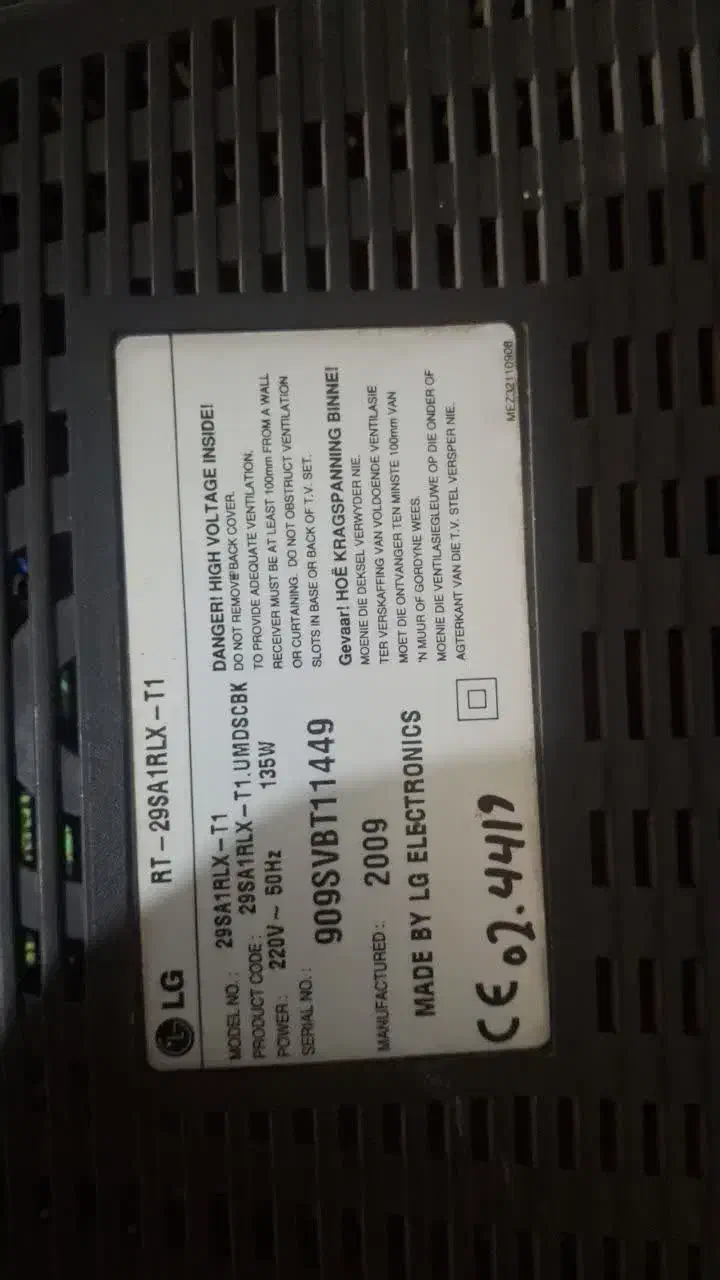 LG RT-29SA1RLX-T1
MODEL NO. : 29SA1RLX-T1
PRODUCT CODE : 29SA1RLX-T1.UMDSCBK
POWER : 220V ~ 50Hz 135W
SERIAL NO. : 909SVBT11449
MANUFACTURED : 2009
MADE BY LG ELECTRONICS
CE 02.4419
DANGER! HIGH VOLTAGE INSIDE!
DO NOT REMOVE BACK COVER.
TO PROVIDE ADEQUATE VENTILATION,
RECEIVER MUST BE AT LEAST 100mm FROM A WALL
OR CURTAINING. DO NOT OBSTRUCT VENTILATION
SLOTS IN BASE OR BACK OF T.V. SET.
Gevaar! HOË KRAGSPANNING BINNE!
MOENIE DIE DEKSEL VERWYDER NIE.
TER VERSKAFFING VAN VOLDOENDE VENTILASIE
MOET DIE ONTVANGER TEN MINSTE 100mm VAN
'N MUUR OF GORDYNE WEES.
MOENIE DIE VENTILASIEGLEUWE OP DIE ONDER OF
AGTERKANT VAN DIE T.V. STEL VERSPER NIE.
MEZ32110908